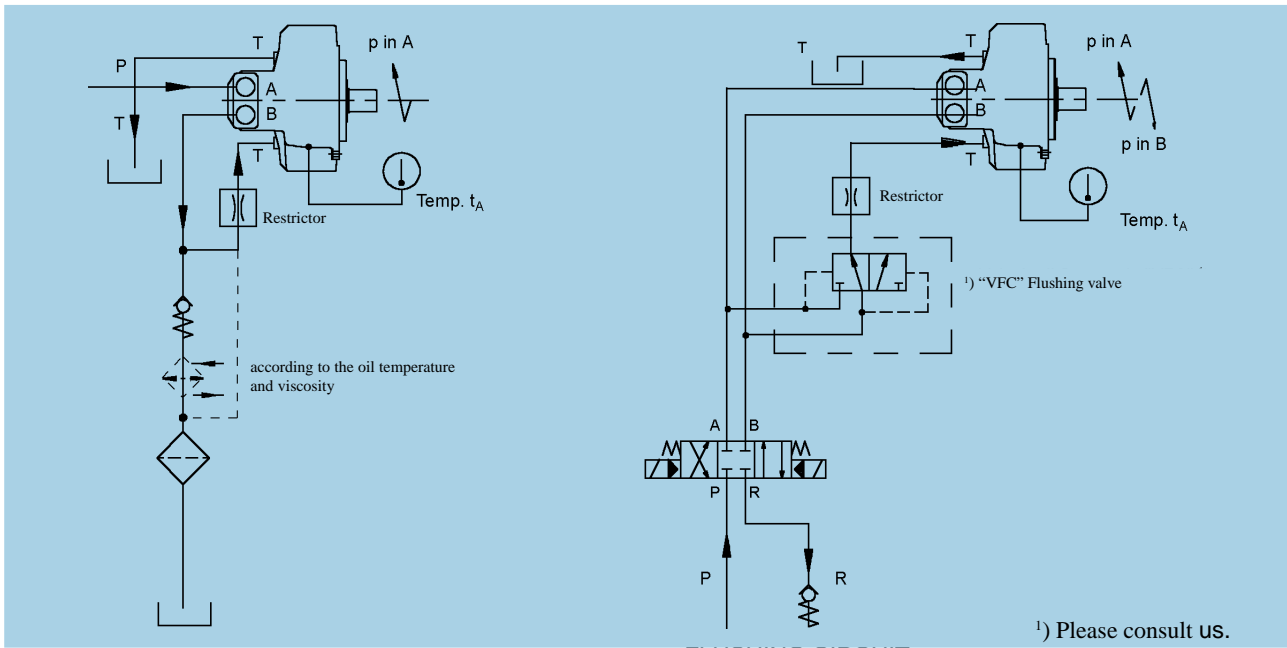 T
P
A
B
T
T
p in A
Restrictor
Temp. tA
according to the oil temperature
and viscosity
T
T
A
B
T
p in A
p in B
Restrictor
Temp. tA
1) “VFC” Flushing valve
A B
P R
P
R
1) Please consult us.